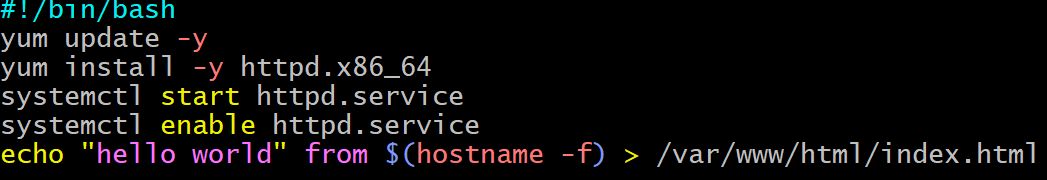 #!/bin/bash
yum update -y
yum install -y httpd.x86_64
systemctl start httpd.service
systemctl enable httpd.service
echo "hello world" from $(hostname -f) > /var/www/html/index.html